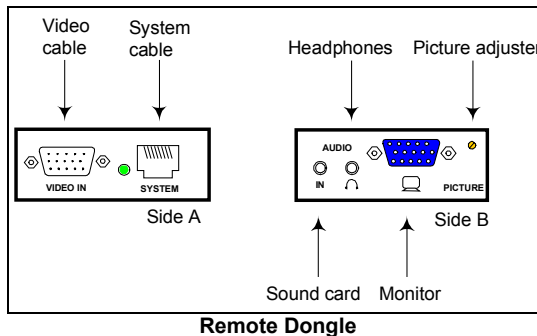 Video cable
System cable
Headphones
Picture adjuster
VIDEO IN
SYSTEM
Side A
AUDIO
IN
PICTURE
Side B
Sound card
Monitor
Remote Dongle